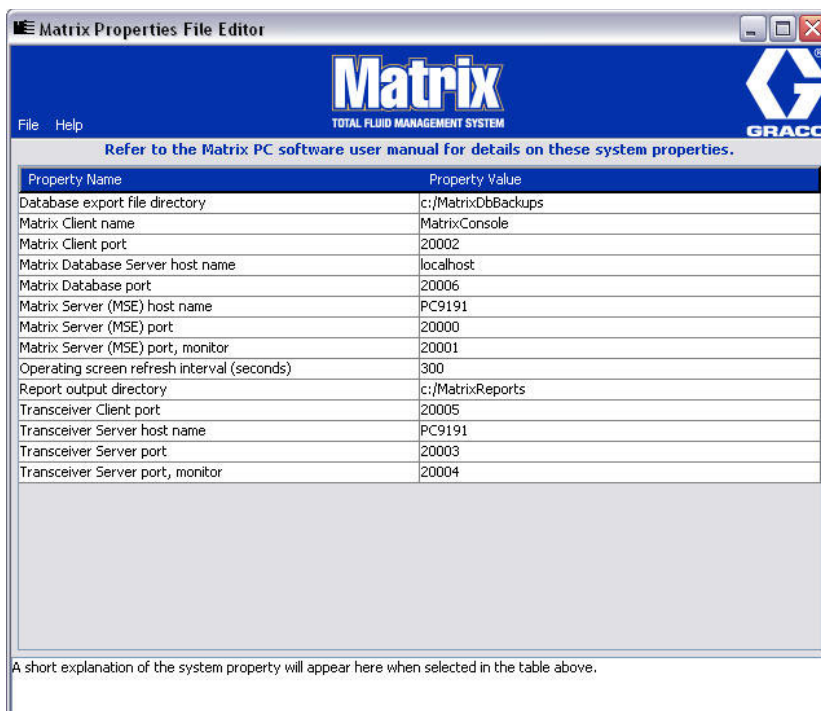 Matrix Properties File Editor
Matrix
TOTAL FLUID MANAGEMENT SYSTEM
File Help
GRACO
Refer to the Matrix PC software user manual for details on these system properties.
Property Name Property Value
Database export file directory c:/MatrixDbBackups
Matrix Client name MatrixConsole
Matrix Client port 20002
Matrix Database Server host name localhost
Matrix Database port 20006
Matrix Server (MSE) host name PC9191
Matrix Server (MSE) port 20000
Matrix Server (MSE) port, monitor 20001
Operating screen refresh interval (seconds) 300
Report output directory c:/MatrixReports
Transceiver Client port 20005
Transceiver Server host name PC9191
Transceiver Server port 20003
Transceiver Server port, monitor 20004
A short explanation of the system property will appear here when selected in the table above.